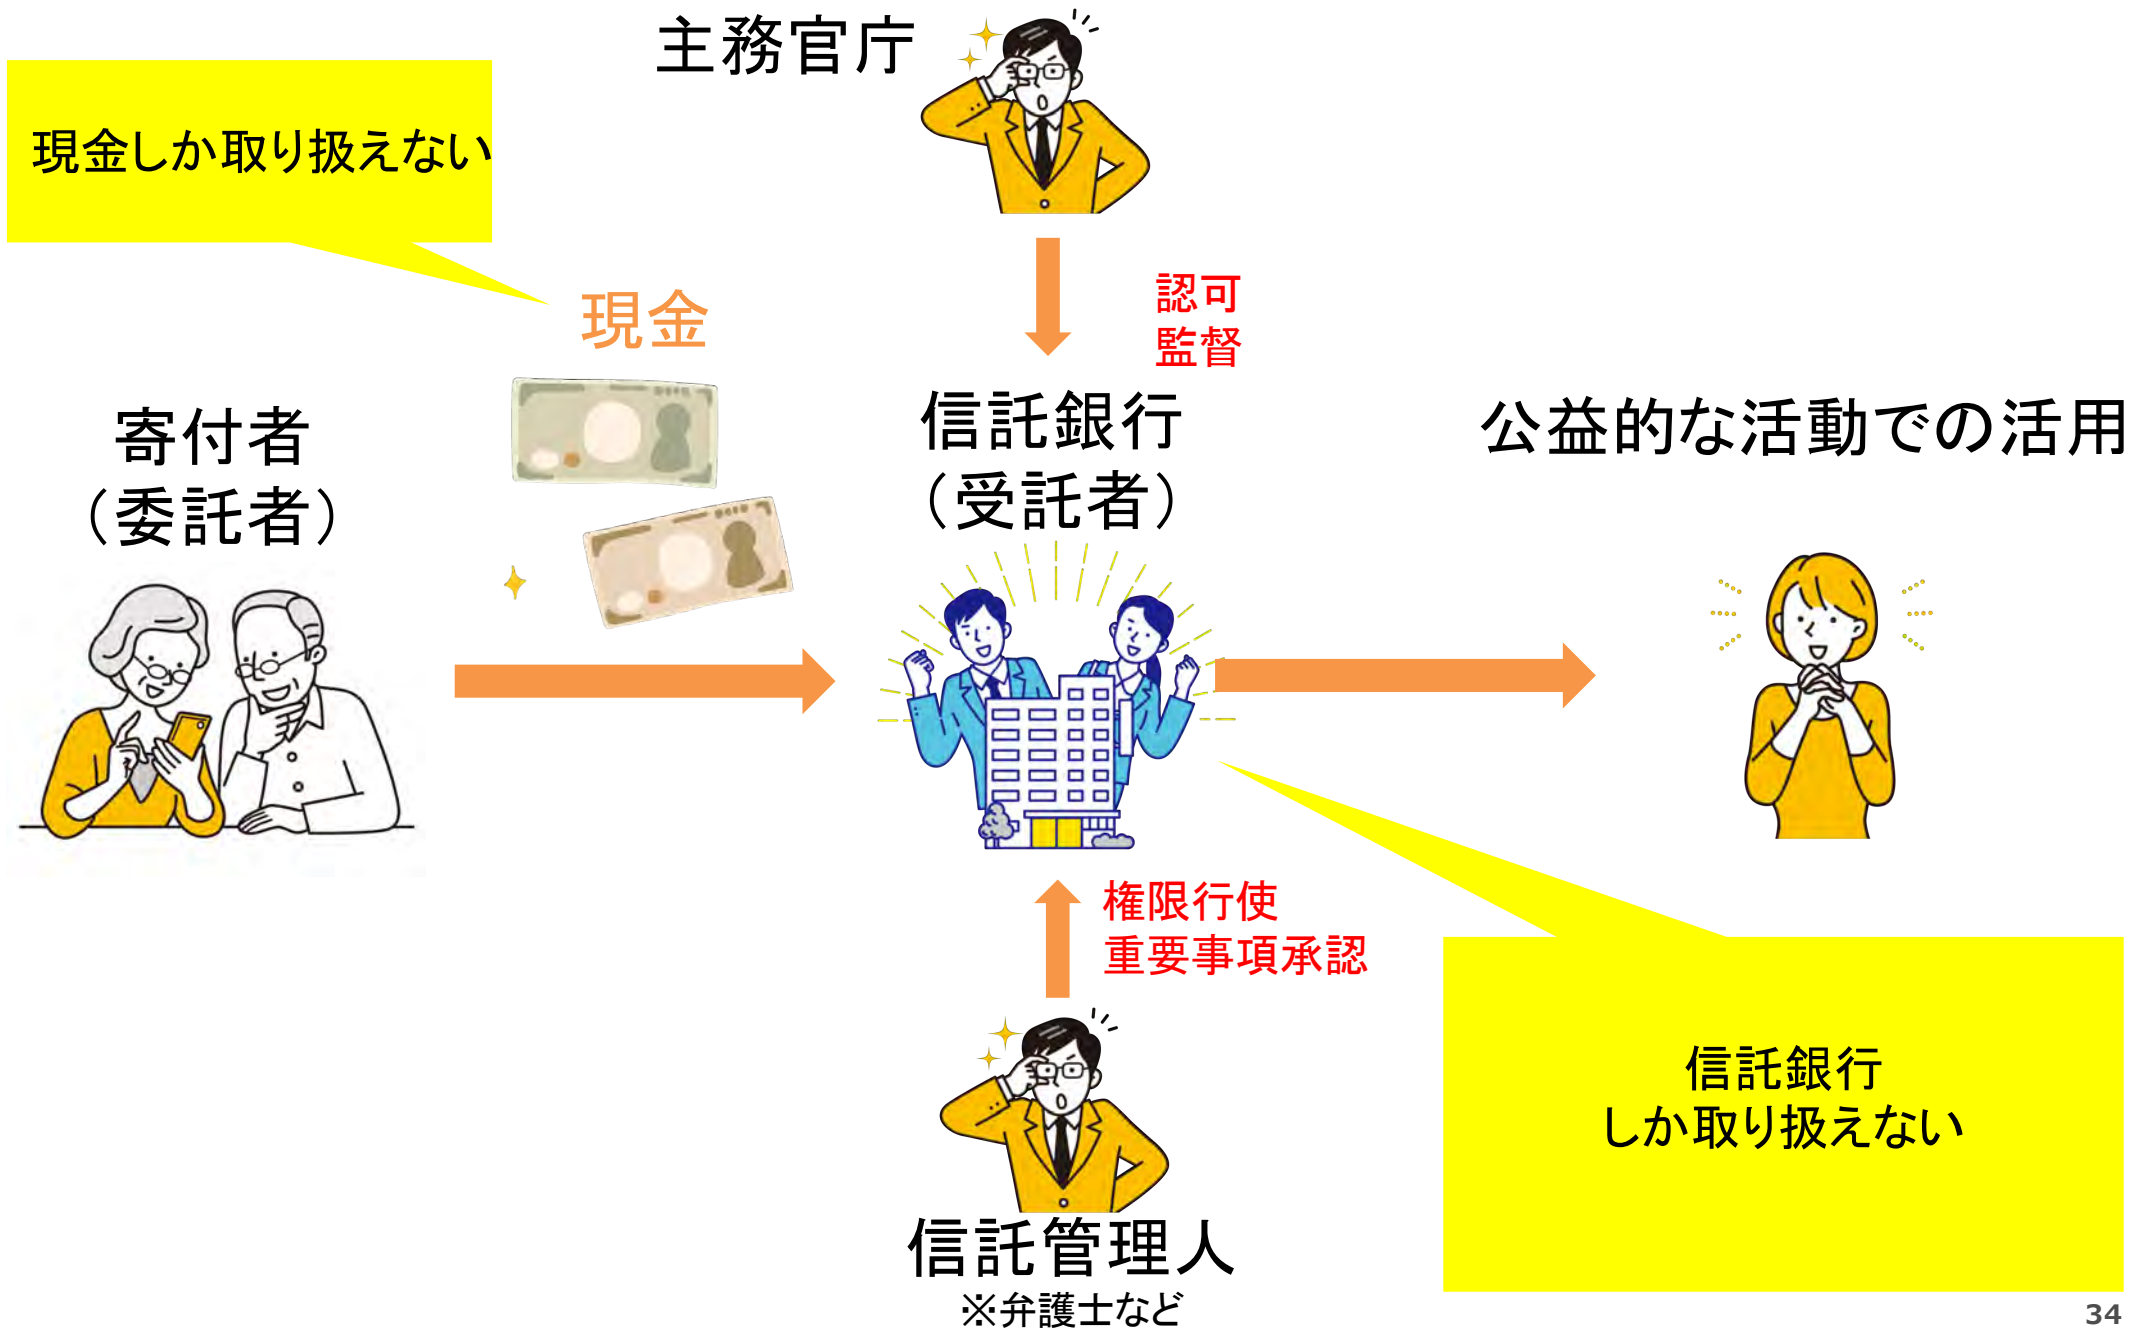 主務官庁
現金しか取り扱えない
認可
監督
現金
寄付者
（委託者）
信託銀行
（受託者）
公益的な活動での活用
権限行使
重要事項承認
信託銀行
しか取り扱えない
信託管理人
※弁護士など
34